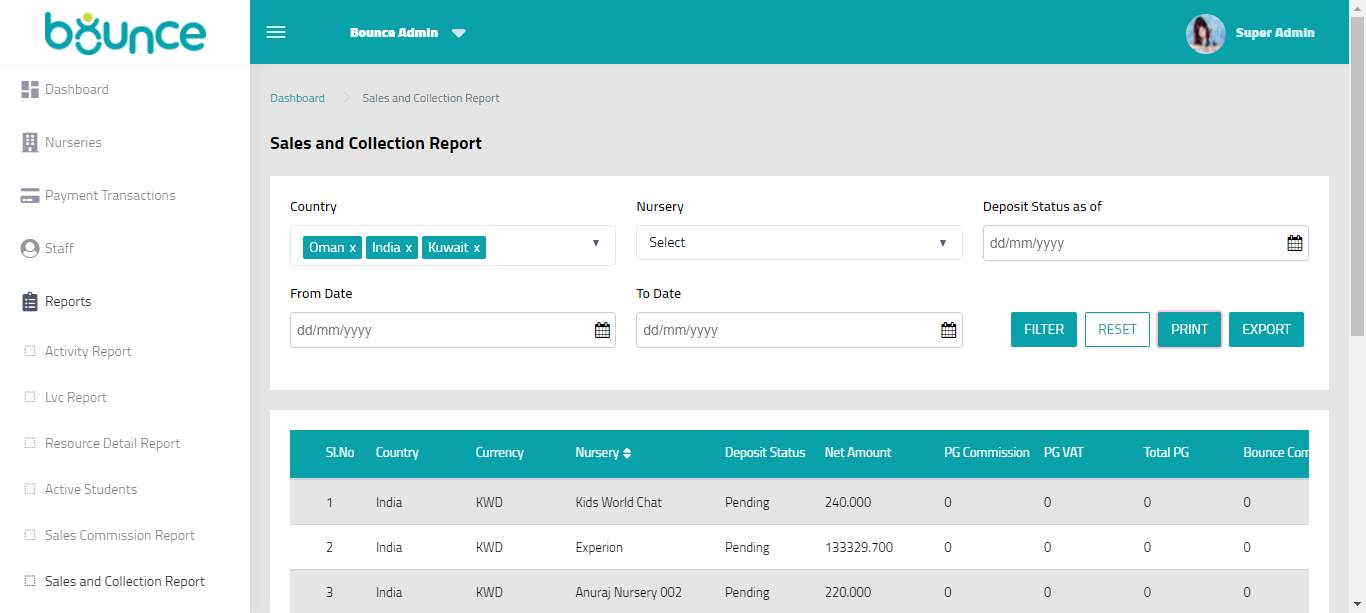 bounce
Bounce Admin
Super Admin
Dashboard
Nurseries
Payment Transactions
Staff
Reports
Activity Report
Lvc Report
Resource Detail Report
Active Students
Sales Commission Report
Sales and Collection Report
Dashboard Sales and Collection Report
Sales and Collection Report
Country Nursery Deposit Status as of
Oman x India x Kuwait x Select dd/mm/yyyy
From Date To Date
dd/mm/yyyy dd/mm/yyyy FILTER RESET PRINT EXPORT
Sl.No Country Currency Nursery Deposit Status Net Amount PG Commission PG VAT Total PG Bounce Com
1 India KWD Kids World Chat Pending 240.000 0 0 0 0
2 India KWD Experion Pending 133329.700 0 0 0 0
3 India KWD Anuraj Nursery 002 Pending 220.000 0 0 0 0